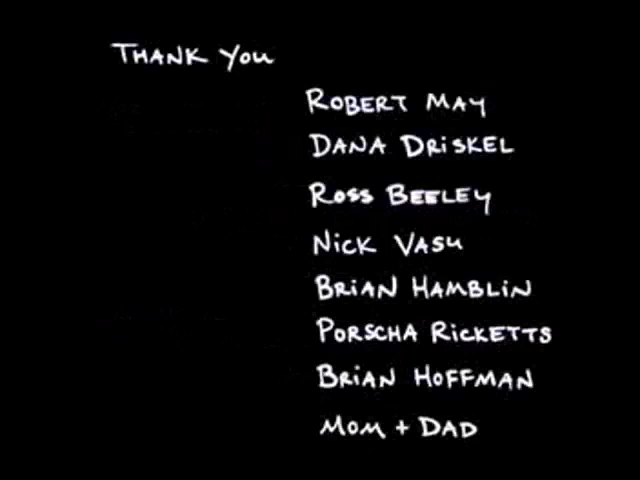 THANK YOU
ROBERT MAY
DANA DRiSKEL
ROSS BEELEY
NiCK VASU
BRiAN HAMBLiN
PORSCHA RiCKETTS
BRiAN HOFFMAN
MOM + DAD